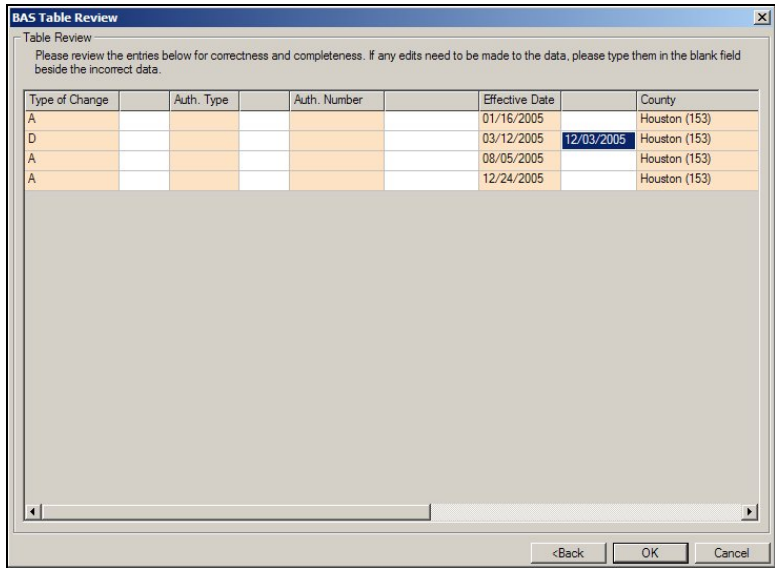 BAS Table Review
Table Review
Please review the entries below for correctness and completeness. If any edits need to be made to the data, please type them in the blank field
beside the incorrect data.
Type of Change Auth. Type Auth. Number Effective Date County
A 01/16/2005 Houston (153)
D 03/12/2005 12/03/2005 Houston (153)
A 08/05/2005 Houston (153)
A 12/24/2005 Houston (153)
<Back OK Cancel